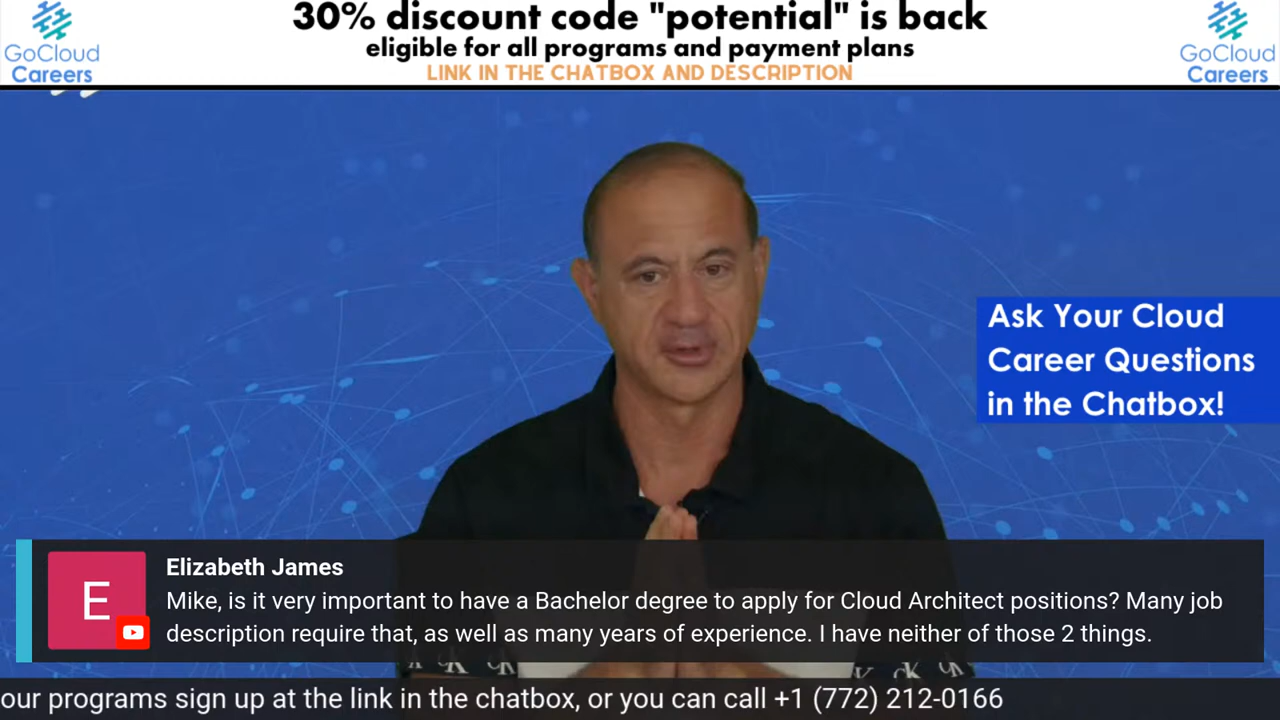 30% discount code "potential" is back
eligible for all programs and payment plans
LINK IN THE CHATBOX AND DESCRIPTION
GoCloud
Careers
GoCloud
Careers
Ask Your Cloud
Career Questions
in the Chatbox!
E
Elizabeth James
Mike, is it very important to have a Bachelor degree to apply for Cloud Architect positions? Many job
description require that, as well as many years of experience. I have neither of those 2 things.
our programs sign up at the link in the chatbox, or you can call +1 (772) 212-0166